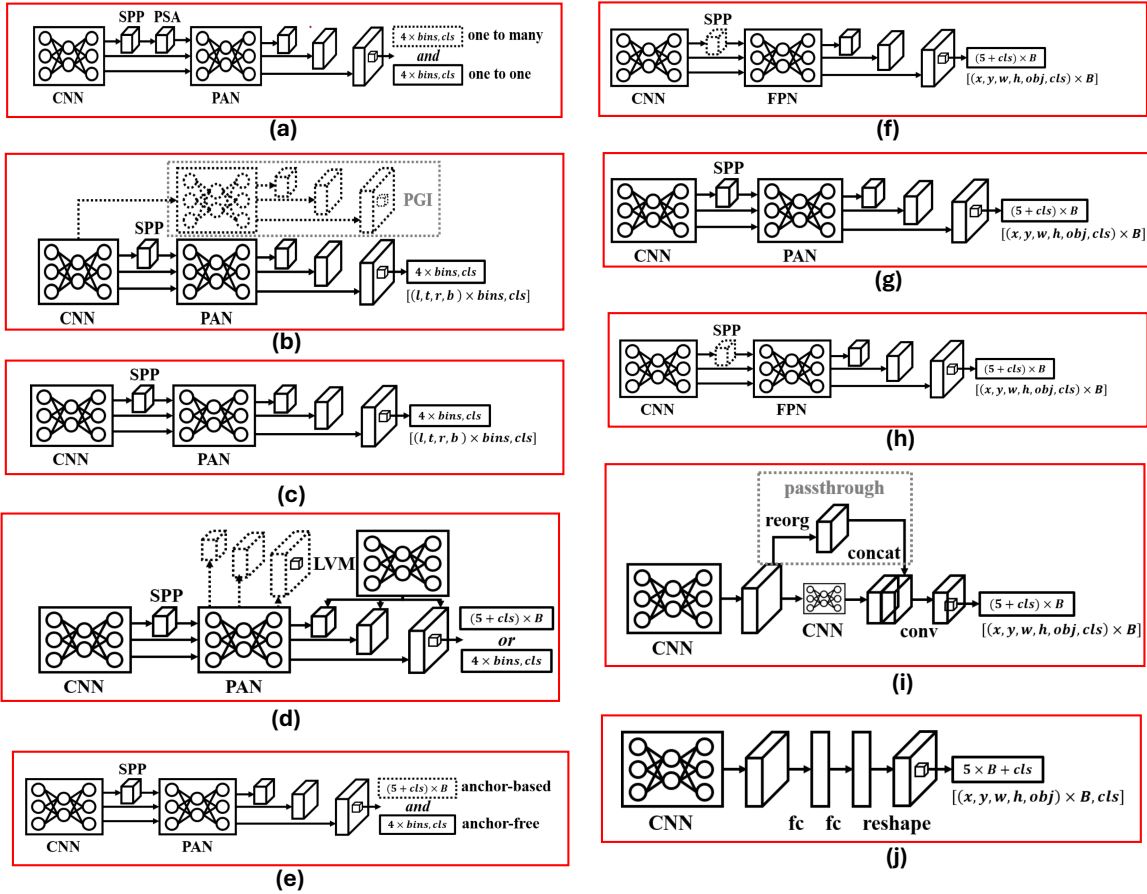 SPP PSA
CNN
PAN
4 × bins, cls one to many
and
4 × bins, cls one to one
(a)
PGI
SPP
CNN
PAN
4 × bins, cls
[(l, t, r, b ) × bins, cls]
(b)
SPP
CNN
PAN
4 × bins, cls
[(l, t, r, b ) × bins, cls]
(c)
LVM
SPP
CNN
PAN
(5 + cls) × B
or
4 × bins, cls
(d)
SPP
CNN
PAN
(5 + cls) × B anchor-based
and
4 × bins, cls anchor-free
(e)
SPP
CNN
FPN
(5 + cls) × B
[(x, y, w, h, obj, cls) × B]
(f)
SPP
CNN
PAN
(5 + cls) × B
[(x, y, w, h, obj, cls) × B]
(g)
SPP
CNN
FPN
(5 + cls) × B
[(x, y, w, h, obj, cls) × B]
(h)
passthrough
reorg
concat
CNN
CNN
conv
(5 + cls) × B
[(x, y, w, h, obj, cls) × B]
(i)
CNN
fc fc reshape
5 × B + cls
[(x, y, w, h, obj) × B, cls]
(j)